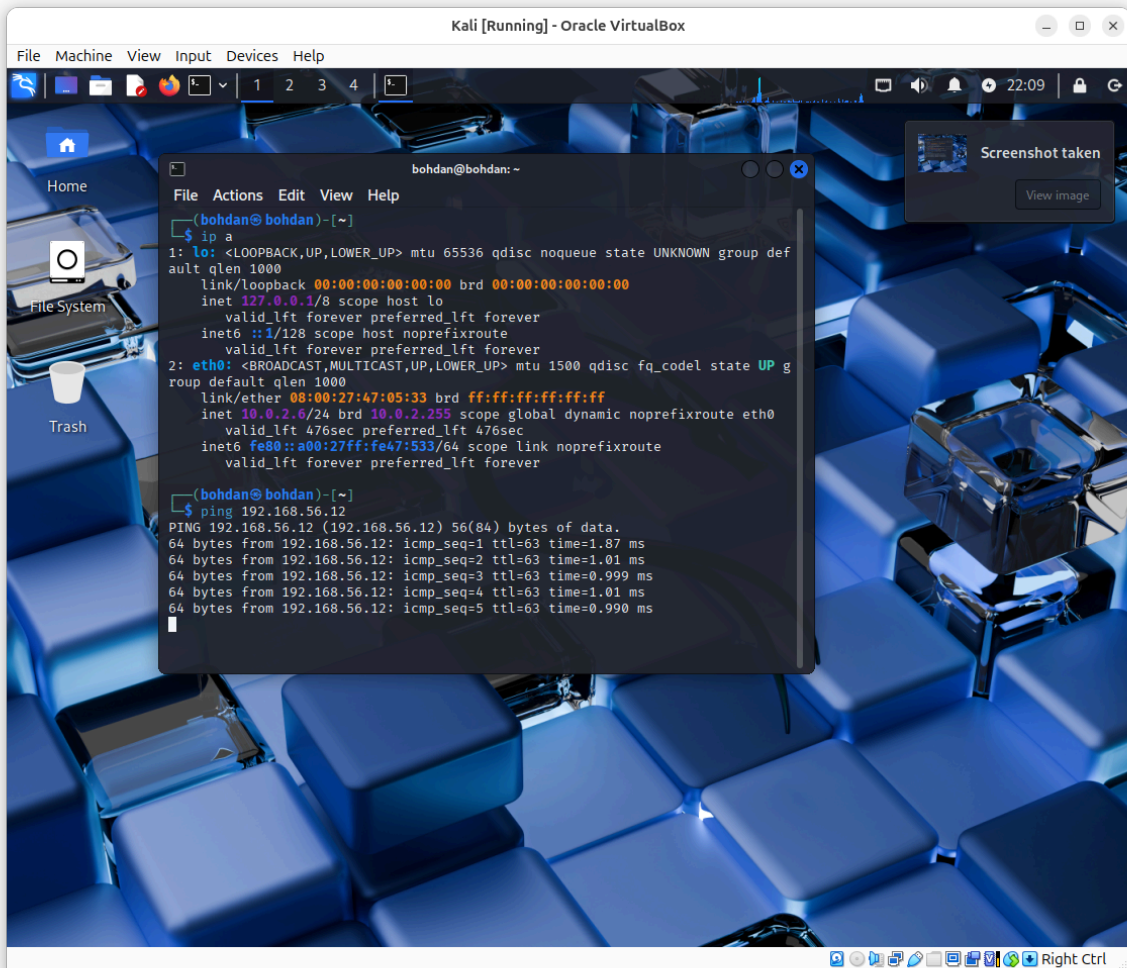 Kali [Running] - Oracle VirtualBox
File Machine View Input Devices Help
1 2 3 4 22:09
Screenshot taken
View image
Home
File System
Trash
bohdan@bohdan: ~
File Actions Edit View Help
┌──(bohdan㉿bohdan)-[~]
└─$ ip a
1: lo: <LOOPBACK,UP,LOWER_UP> mtu 65536 qdisc noqueue state UNKNOWN group def
ault qlen 1000
    link/loopback 00:00:00:00:00:00 brd 00:00:00:00:00:00
    inet 127.0.0.1/8 scope host lo
       valid_lft forever preferred_lft forever
    inet6 ::1/128 scope host noprefixroute
       valid_lft forever preferred_lft forever
2: eth0: <BROADCAST,MULTICAST,UP,LOWER_UP> mtu 1500 qdisc fq_codel state UP g
roup default qlen 1000
    link/ether 08:00:27:47:05:33 brd ff:ff:ff:ff:ff:ff
    inet 10.0.2.6/24 brd 10.0.2.255 scope global dynamic noprefixroute eth0
       valid_lft 476sec preferred_lft 476sec
    inet6 fe80::a00:27ff:fe47:533/64 scope link noprefixroute
       valid_lft forever preferred_lft forever
┌──(bohdan㉿bohdan)-[~]
└─$ ping 192.168.56.12
PING 192.168.56.12 (192.168.56.12) 56(84) bytes of data.
64 bytes from 192.168.56.12: icmp_seq=1 ttl=63 time=1.87 ms
64 bytes from 192.168.56.12: icmp_seq=2 ttl=63 time=1.01 ms
64 bytes from 192.168.56.12: icmp_seq=3 ttl=63 time=0.999 ms
64 bytes from 192.168.56.12: icmp_seq=4 ttl=63 time=1.01 ms
64 bytes from 192.168.56.12: icmp_seq=5 ttl=63 time=0.990 ms
Right Ctrl